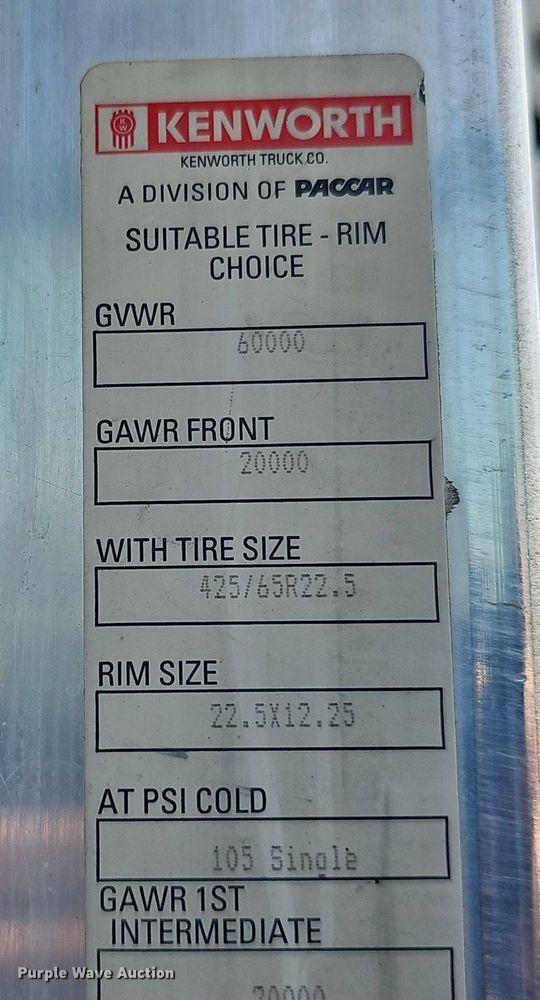 KENWORTH
KENWORTH TRUCK CO.
A DIVISION OF PACCAR
SUITABLE TIRE - RIM
CHOICE
GVWR
60000
GAWR FRONT
20000
WITH TIRE SIZE
425/65R22.5
RIM SIZE
22.5X12.25
AT PSI COLD
105 Single
GAWR 1ST
INTERMEDIATE
Purple Wave Auction